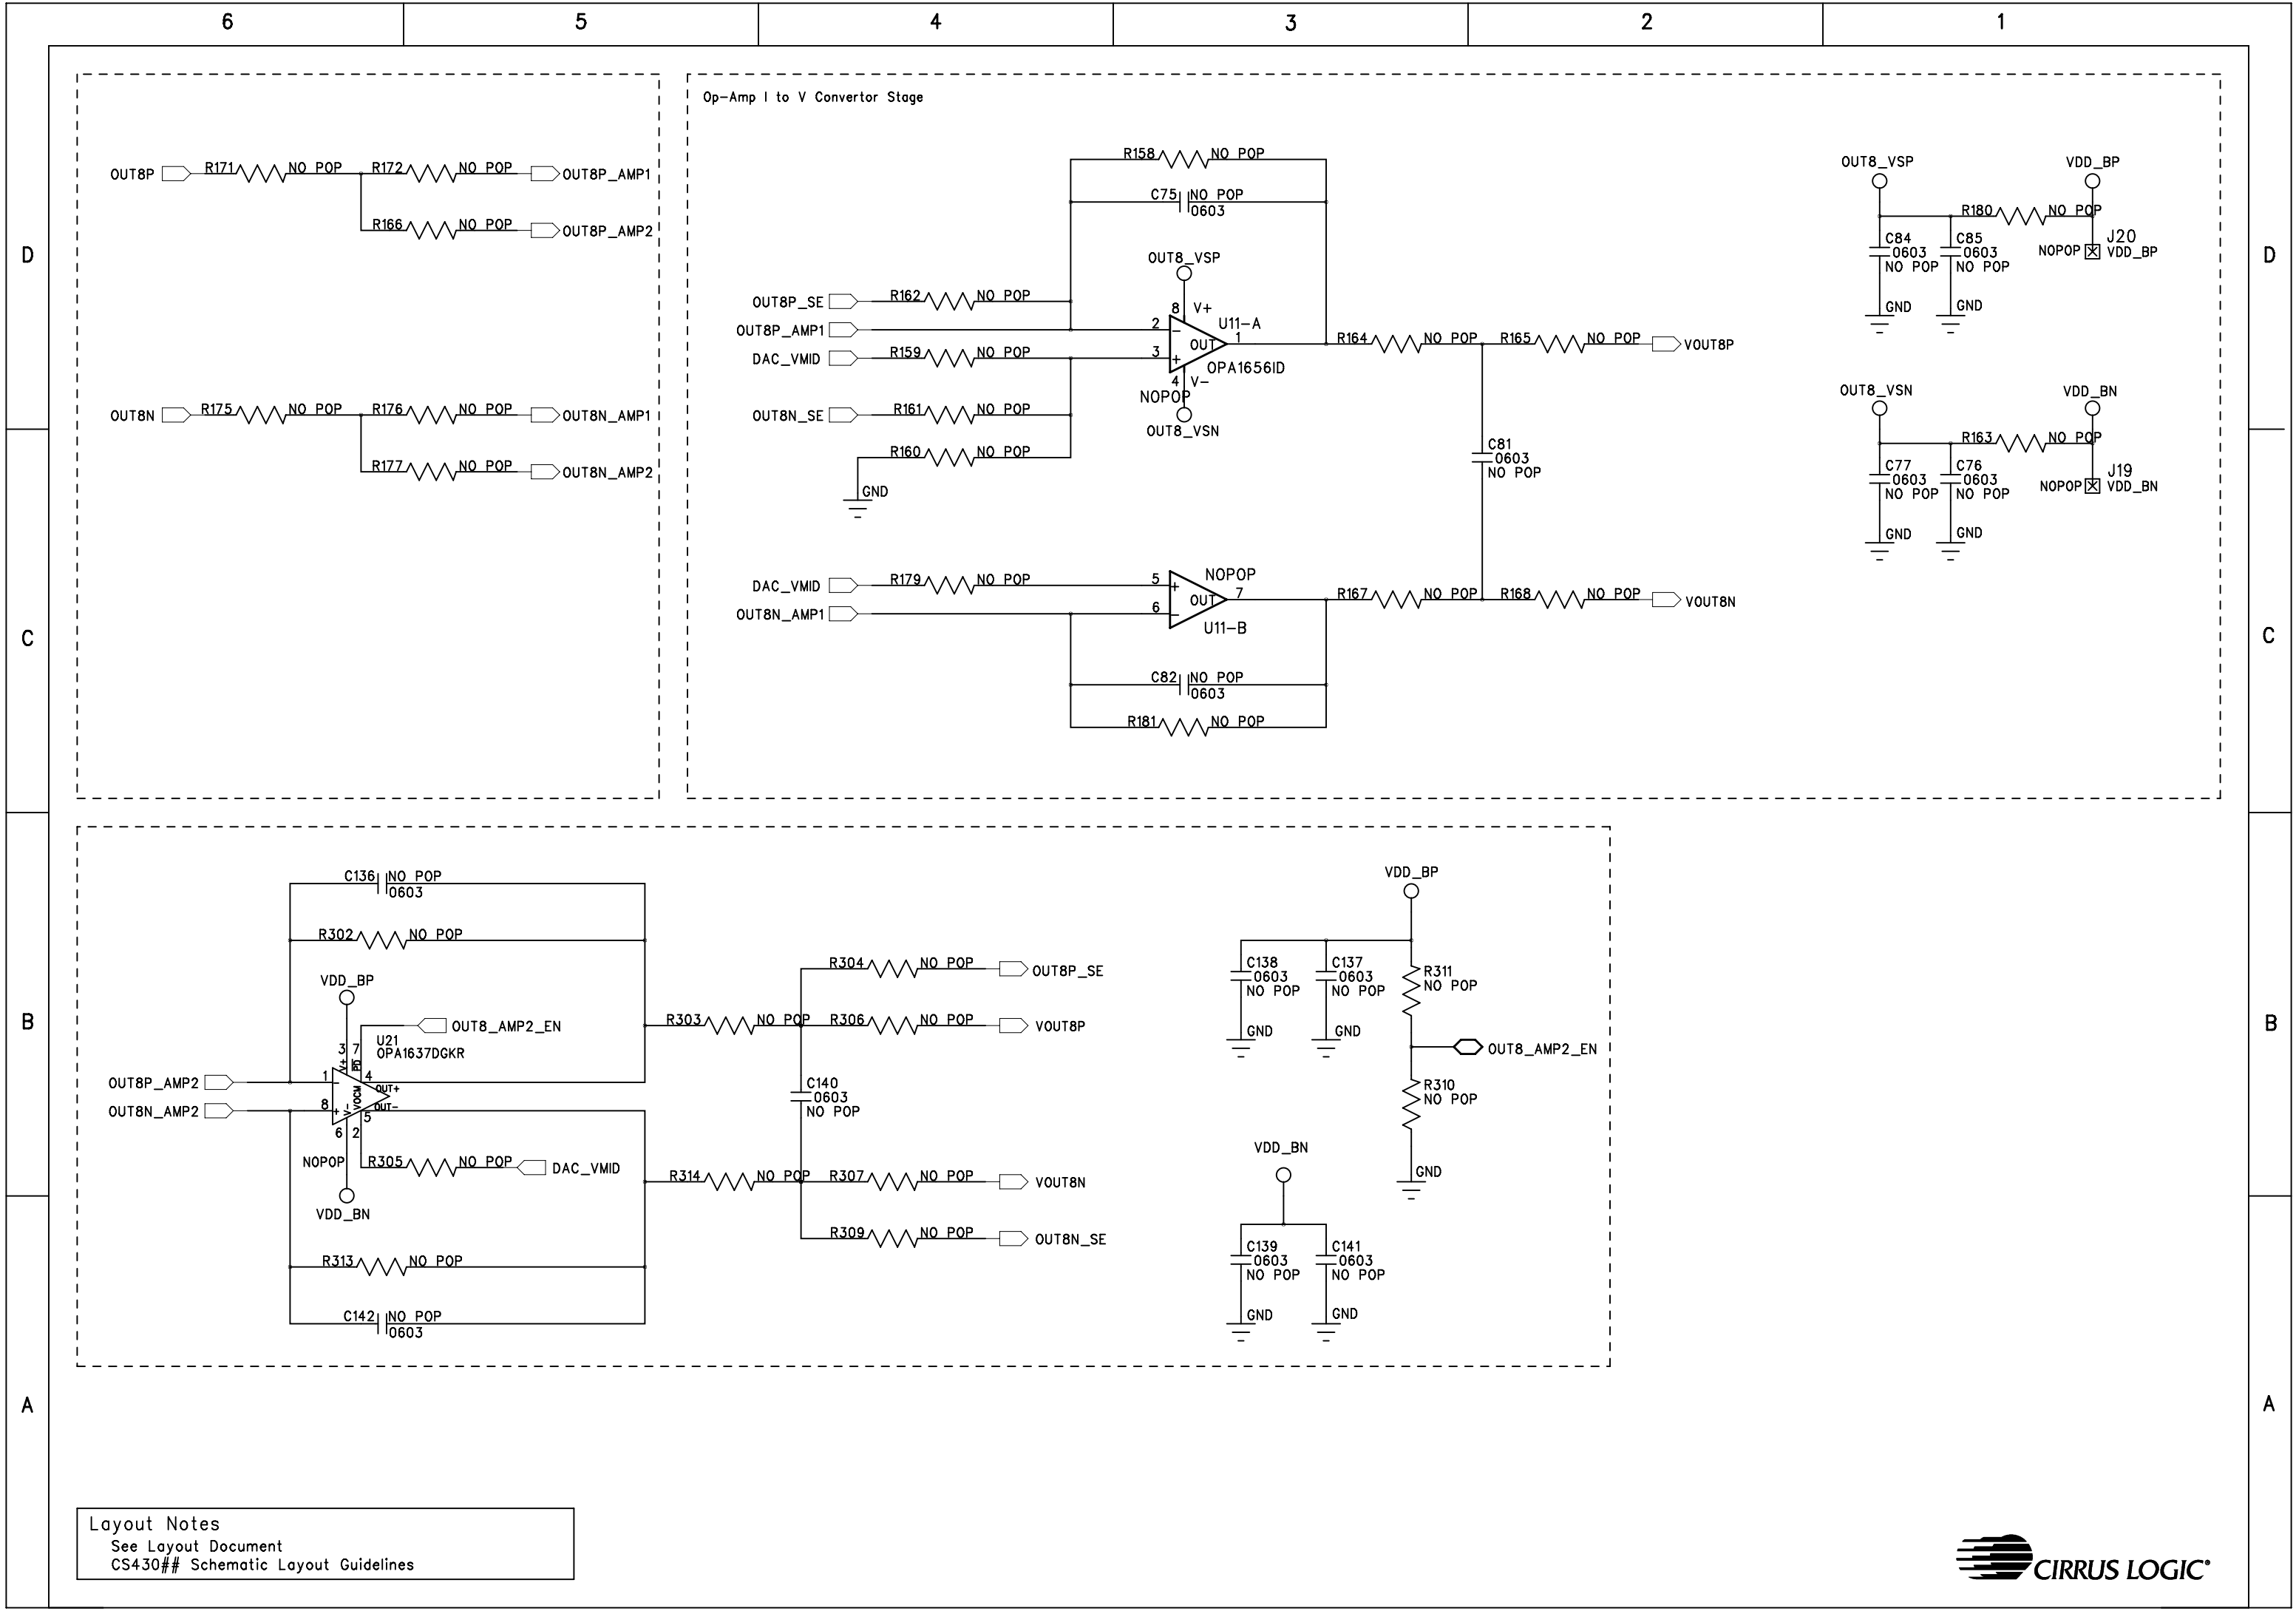 6 5 4 3 2 1
D
C
B
A
D
C
B
A
OUT8P
R171 NO POP
R172 NO POP
OUT8P_AMP1
R166 NO POP
OUT8P_AMP2
OUT8N
R175 NO POP
R176 NO POP
OUT8N_AMP1
R177 NO POP
OUT8N_AMP2
Op-Amp I to V Convertor Stage
R158 NO POP
C75 NO POP
0603
OUT8_VSP
8 V+
OUT8P_SE
R162 NO POP
OUT8P_AMP1
2
U11-A
OUT
1
DAC_VMID
R159 NO POP
3
OPA1656ID
4 V-
NOPOP
OUT8_VSN
OUT8N_SE
R161 NO POP
R160 NO POP
GND
R164 NO POP
R165 NO POP
VOUT8P
C81
0603
NO POP
DAC_VMID
R179 NO POP
5
NOPOP
OUT
7
OUT8N_AMP1
6
U11-B
R167 NO POP
R168 NO POP
VOUT8N
C82 NO POP
0603
R181 NO POP
OUT8_VSP
VDD_BP
R180 NO POP
C84
0603
NO POP
C85
0603
NO POP
NOPOP
J20
VDD_BP
GND
GND
OUT8_VSN
VDD_BN
R163 NO POP
C77
0603
NO POP
C76
0603
NO POP
NOPOP
J19
VDD_BN
GND
GND
C136 NO POP
0603
R302 NO POP
VDD_BP
OUT8_AMP2_EN
U21
OPA1637DGKR
3 7
V+ PD
OUT8P_AMP2
1
4
OUT+
VOCM
OUT8N_AMP2
8
V-
OUT-
5
6 2
NOPOP
R305 NO POP
DAC_VMID
VDD_BN
R313 NO POP
C142 NO POP
0603
R303 NO POP
R304 NO POP
OUT8P_SE
R306 NO POP
VOUT8P
C140
0603
NO POP
R314 NO POP
R307 NO POP
VOUT8N
R309 NO POP
OUT8N_SE
VDD_BP
C138
0603
NO POP
C137
0603
NO POP
R311
NO POP
GND
GND
OUT8_AMP2_EN
R310
NO POP
GND
VDD_BN
C139
0603
NO POP
C141
0603
NO POP
GND
GND
Layout Notes
See Layout Document
CS430## Schematic Layout Guidelines
CIRRUS LOGIC®